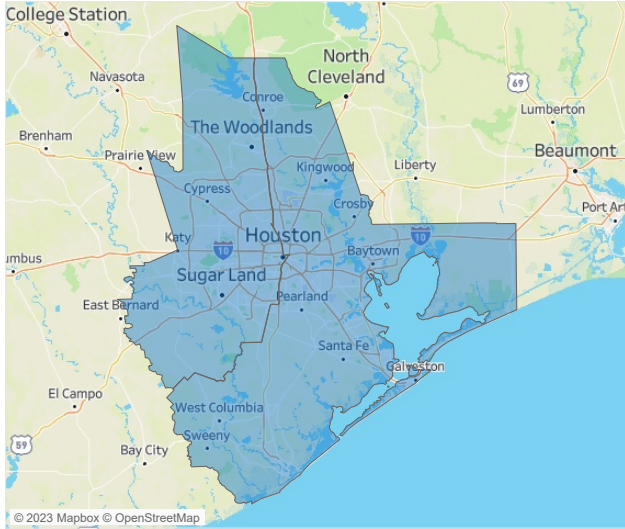 College Station
North
Cleveland
Navasota
69
Conroe
Lumberton
The Woodlands
Brenham
Prairie View
Beaumont
Kingwood
Liberty
Cypress
Crosby
Port Art
Katy
10
Houston
10
Baytown
umbus
Sugar Land
East Bernard
Pearland
Santa Fe
Galveston
El Campo
West Columbia
Sweeny
59
Bay City
© 2023 Mapbox © OpenStreetMap